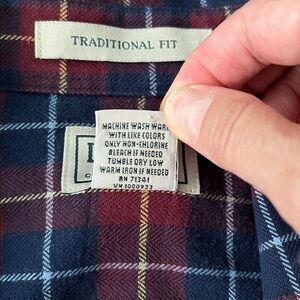 TRADITIONAL FIT
MACHINE WASH WARM
WITH LIKE COLORS
ONLY NON-CHLORINE
BLEACH IF NEEDED
TUMBLE DRY LOW
WARM IRON IF NEEDED
RN 71341